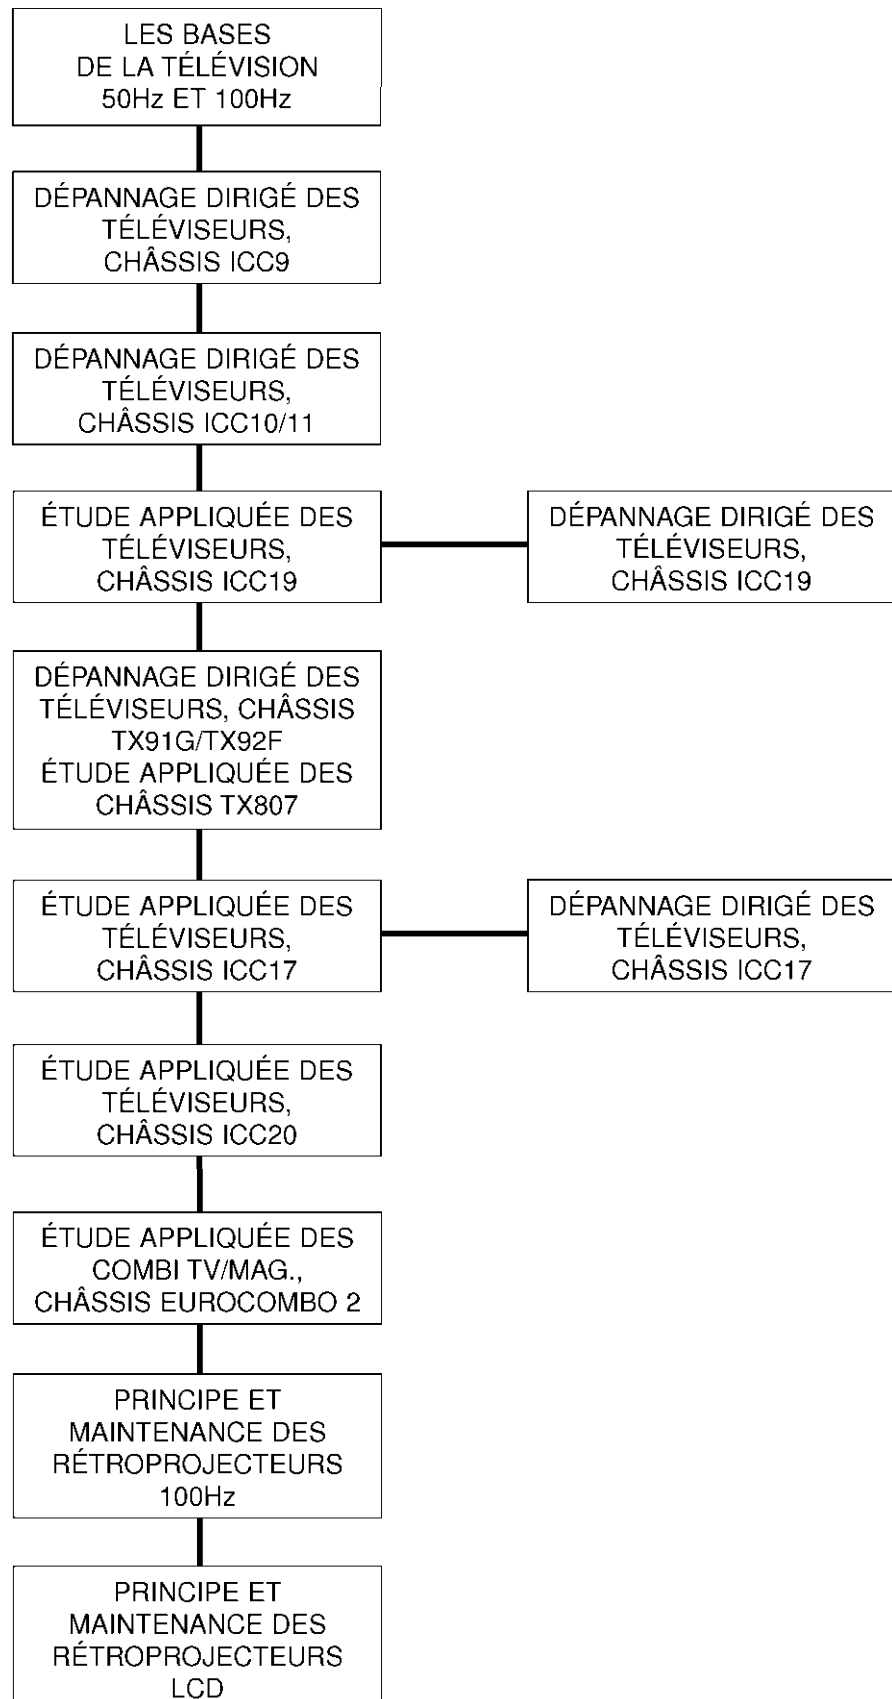 LES BASES
DE LA TÉLÉVISION
50Hz ET 100Hz
DÉPANNAGE DIRIGÉ DES
TÉLÉVISEURS,
CHÂSSIS ICC9
DÉPANNAGE DIRIGÉ DES
TÉLÉVISEURS,
CHÂSSIS ICC10/11
ÉTUDE APPLIQUÉE DES
TÉLÉVISEURS,
CHÂSSIS ICC19
DÉPANNAGE DIRIGÉ DES
TÉLÉVISEURS,
CHÂSSIS ICC19
DÉPANNAGE DIRIGÉ DES
TÉLÉVISEURS, CHÂSSIS
TX91G/TX92F
ÉTUDE APPLIQUÉE DES
CHÂSSIS TX807
ÉTUDE APPLIQUÉE DES
TÉLÉVISEURS,
CHÂSSIS ICC17
DÉPANNAGE DIRIGÉ DES
TÉLÉVISEURS,
CHÂSSIS ICC17
ÉTUDE APPLIQUÉE DES
TÉLÉVISEURS,
CHÂSSIS ICC20
ÉTUDE APPLIQUÉE DES
COMBI TV/MAG.,
CHÂSSIS EUROCOMBO 2
PRINCIPE ET
MAINTENANCE DES
RÉTROPROJECTEURS
100Hz
PRINCIPE ET
MAINTENANCE DES
RÉTROPROJECTEURS
LCD